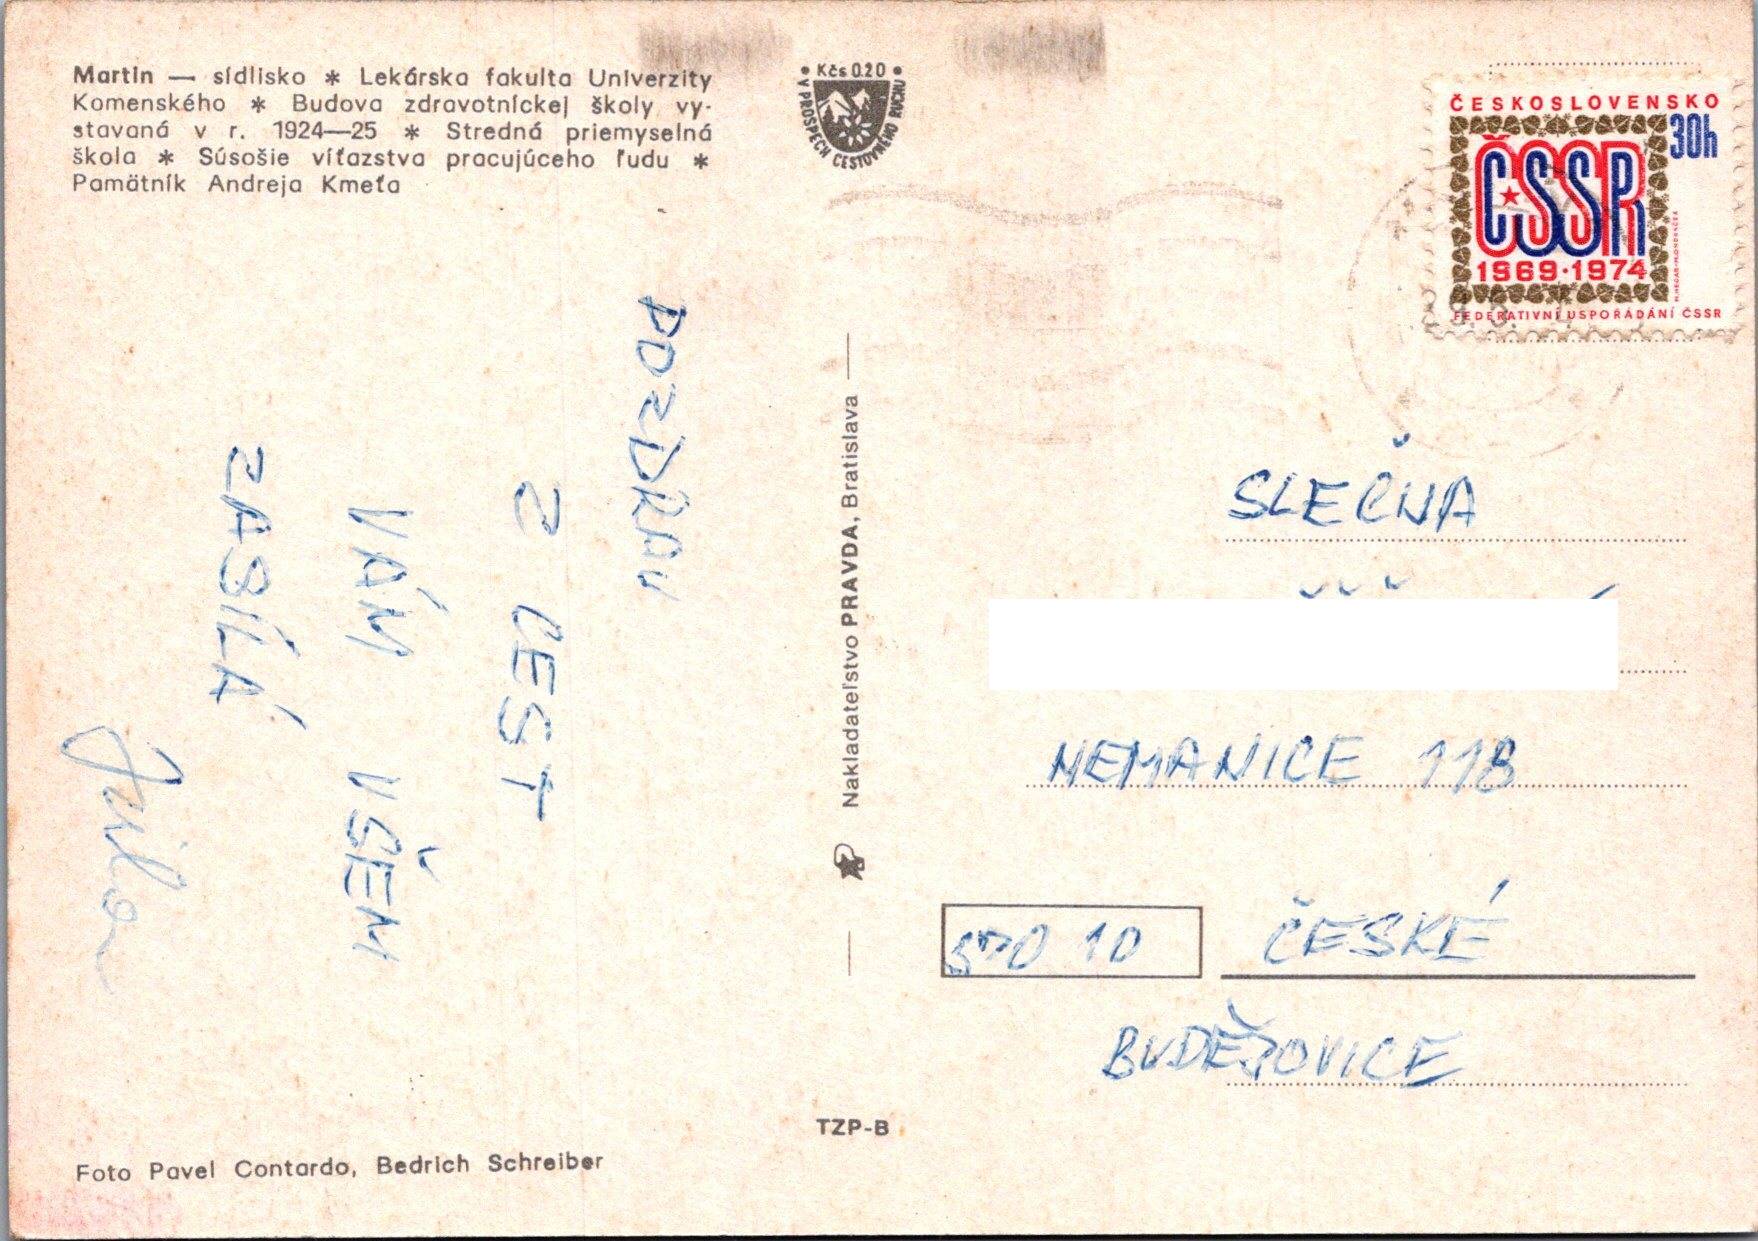 Martin — sídlisko * Lekárska fakulta Univerzity
Komenského * Budova zdravotníckej školy vy-
stavaná v r. 1924—25 * Stredná priemyselná
škola * Súsošie víťazstva pracujúceho ľudu *
Pamätník Andreja Kmeťa
• Kčs 0.20 •
V PROSPECH CESTOVNÉHO RUCHU
ČESKOSLOVENSKO
30h
ČSSR
1969·1974
FEDERATIVNÍ USPOŘÁDÁNÍ ČSSR
POZDRAV
Z CEST
VÁM VŠEM
ZASÍLÁ
Nakladateľstvo PRAVDA, Bratislava
SLEČNA
NEMANICE 118
10 ČESKÉ
BUDĚJOVICE
TZP-B
Foto Pavel Contardo, Bedrich Schreiber